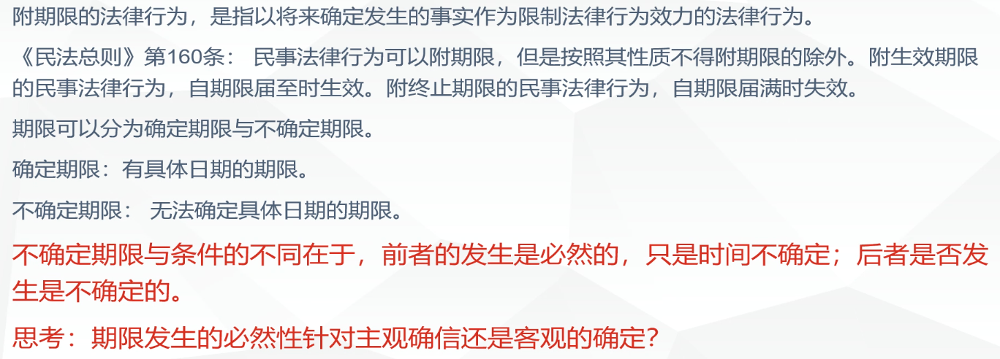 附期限的法律行为，是指以将来确定发生的事实作为限制法律行为效力的法律行为。
《民法总则》第160条： 民事法律行为可以附期限，但是按照其性质不得附期限的除外。附生效期限
的民事法律行为，自期限届至时生效。附终止期限的民事法律行为，自期限届满时失效。
期限可以分为确定期限与不确定期限。
确定期限：有具体日期的期限。
不确定期限： 无法确定具体日期的期限。
不确定期限与条件的不同在于，前者的发生是必然的，只是时间不确定；后者是否发
生是不确定的。
思考：期限发生的必然性针对主观确信还是客观的确定？